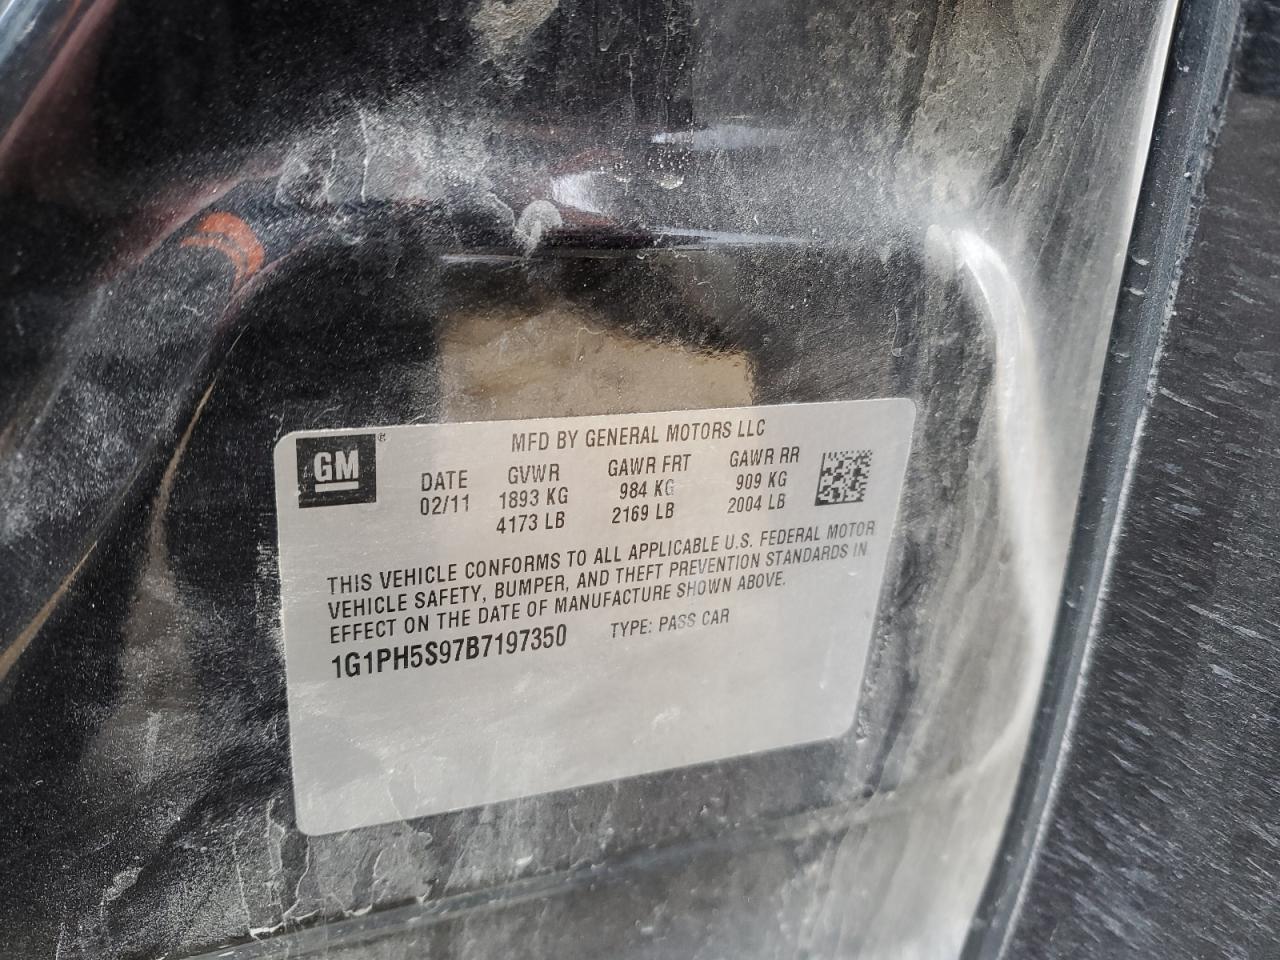 GM ®
MFD BY GENERAL MOTORS LLC
DATE GVWR GAWR FRT GAWR RR
02/11 1893 KG 984 KG 909 KG
4173 LB 2169 LB 2004 LB
THIS VEHICLE CONFORMS TO ALL APPLICABLE U.S. FEDERAL MOTOR
VEHICLE SAFETY, BUMPER, AND THEFT PREVENTION STANDARDS IN
EFFECT ON THE DATE OF MANUFACTURE SHOWN ABOVE.
1G1PH5S97B7197350 TYPE: PASS CAR